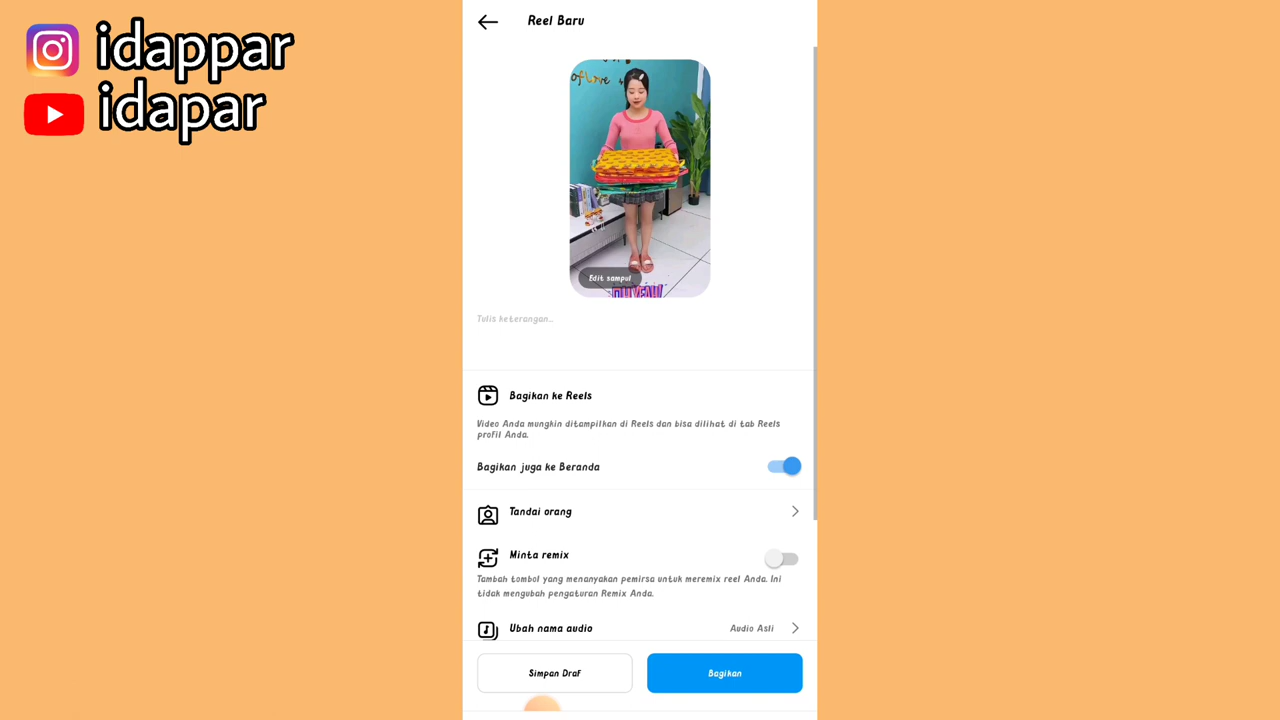 idappar
idapar
Reel Baru
of Love
Edit sampul
Tulis keterangan...
Bagikan ke Reels
Video Anda mungkin ditampilkan di Reels dan bisa dilihat di tab Reels
profil Anda.
Bagikan juga ke Beranda
Tandai orang
Minta remix
Tambah tombol yang menanyakan pemirsa untuk meremix reel Anda. Ini
tidak mengubah pengaturan Remix Anda.
Ubah nama audio
Audio Asli
Simpan Draf
Bagikan